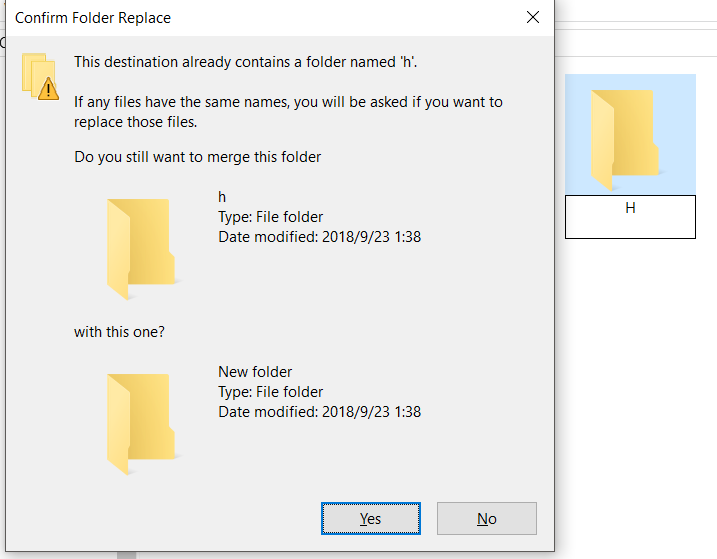 Confirm Folder Replace
This destination already contains a folder named 'h'.
If any files have the same names, you will be asked if you want to
replace those files.
Do you still want to merge this folder
h
Type: File folder
Date modified: 2018/9/23 1:38
with this one?
New folder
Type: File folder
Date modified: 2018/9/23 1:38
Yes
No
H